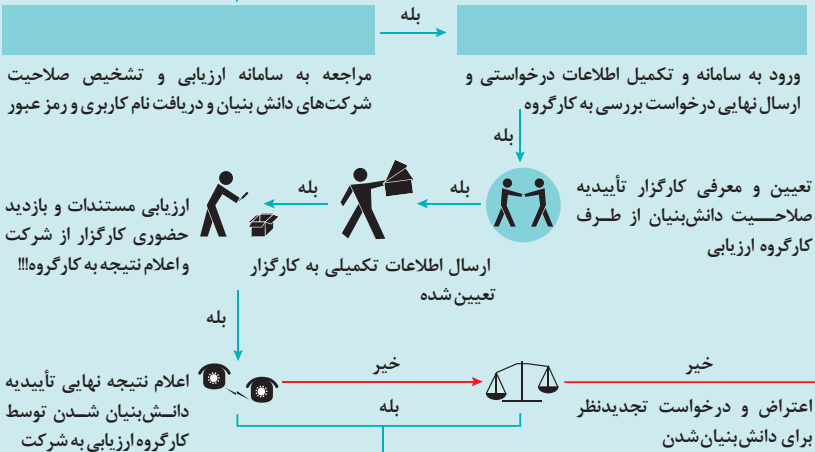 بله
مراجعه به سامانه ارزیابی و تشخیص صلاحیت
شرکت‌های دانش بنیان و دریافت نام کاربری و رمز عبور
ورود به سامانه و تکمیل اطلاعات درخواستی و
ارسال نهایی درخواست بررسی به کارگروه
بله
تعیین و معرفی کارگزار تأییدیه
صلاحیت دانش‌بنیان از طرف
کارگروه ارزیابی
بله
ارسال اطلاعات تکمیلی به کارگزار
تعیین‌شده
بله
ارزیابی مستندات و بازدید
حضوری کارگزار از شرکت
و اعلام نتیجه به کارگروه!!!
بله
اعلام نتیجه نهایی تأییدیه
دانش‌بنیان شدن توسط
کارگروه ارزیابی به شرکت
خیر
بله
خیر
اعتراض و درخواست تجدیدنظر
برای دانش‌بنیان‌شدن